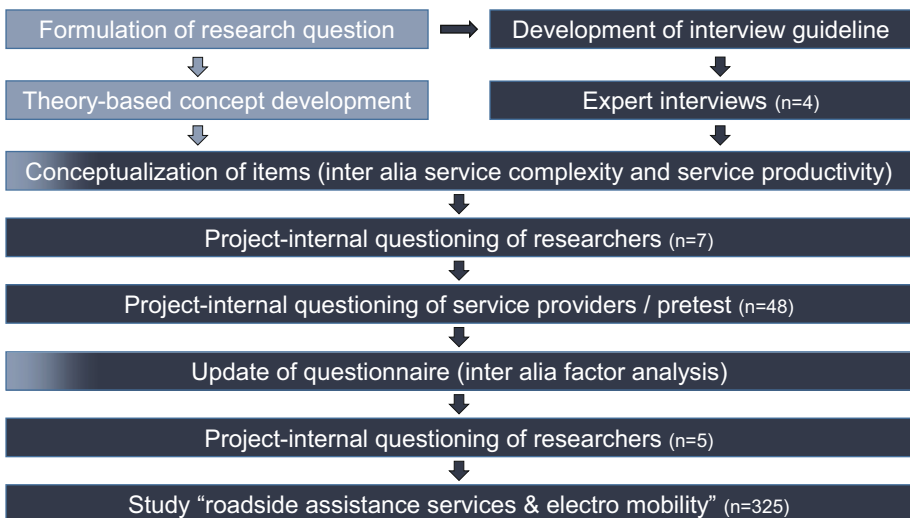 Formulation of research question
Development of interview guideline
Theory-based concept development
Expert interviews (n=4)
Conceptualization of items (inter alia service complexity and service productivity)
Project-internal questioning of researchers (n=7)
Project-internal questioning of service providers / pretest (n=48)
Update of questionnaire (inter alia factor analysis)
Project-internal questioning of researchers (n=5)
Study “roadside assistance services & electro mobility” (n=325)